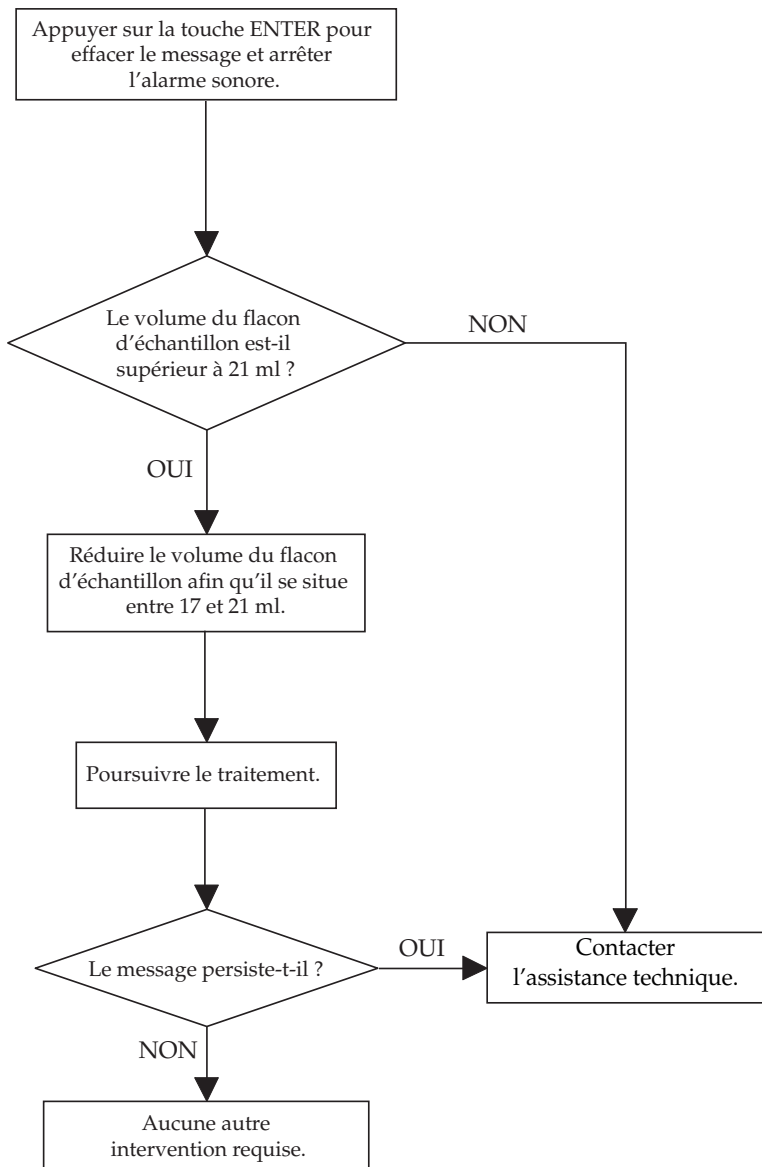 Appuyer sur la touche ENTER pour
effacer le message et arrêter
l’alarme sonore.
Le volume du flacon
d’échantillon est-il
supérieur à 21 ml ?
NON
OUI
Réduire le volume du flacon
d’échantillon afin qu’il se situe
entre 17 et 21 ml.
Poursuivre le traitement.
Le message persiste-t-il ?
OUI
Contacter
l’assistance technique.
NON
Aucune autre
intervention requise.